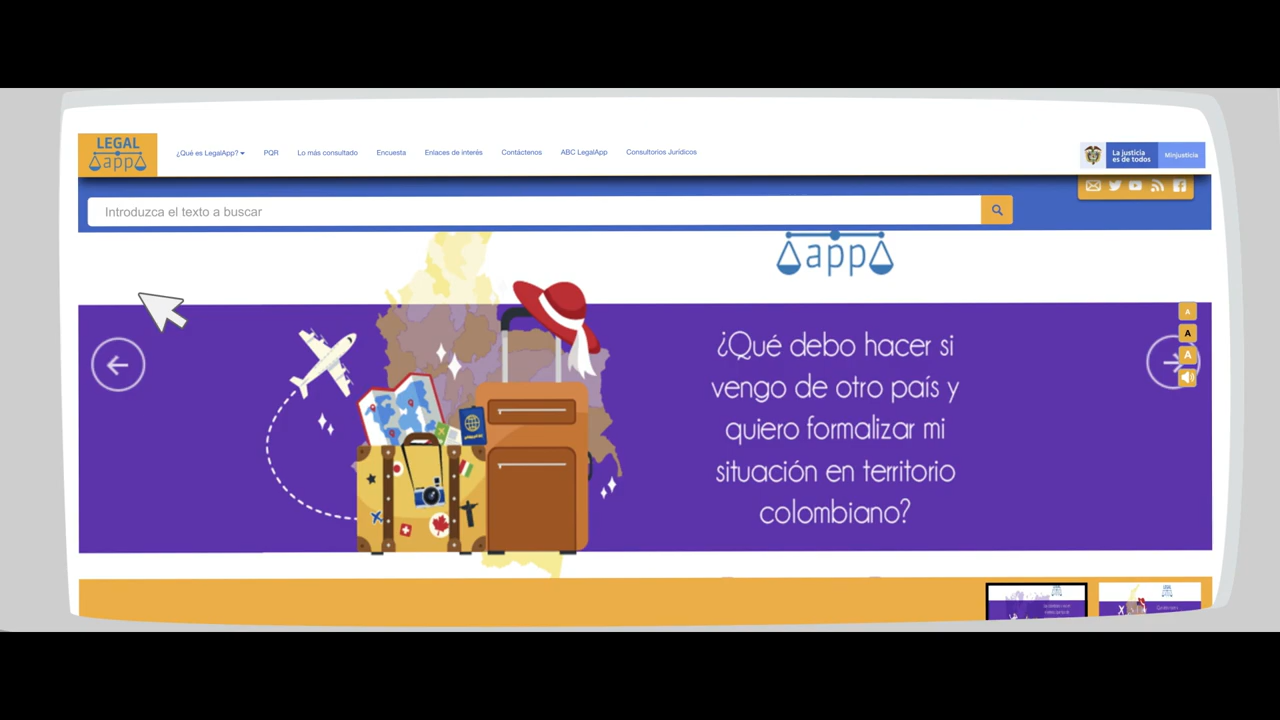 LEGAL
app
¿Qué es LegalApp?
PQR
Lo más consultado
Encuesta
Enlaces de interés
Contáctenos
ABC LegalApp
Consultorios Jurídicos
La justicia
es de todos
Minjusticia
Introduzca el texto a buscar
app
A
A
A
¿Qué debo hacer si
vengo de otro país y
quiero formalizar mi
situación en territorio
colombiano?